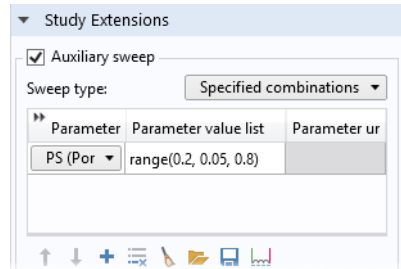 Study Extensions
Auxiliary sweep
Sweep type: Specified combinations
Parameter Parameter value list Parameter ur
PS (Por range(0.2, 0.05, 0.8)